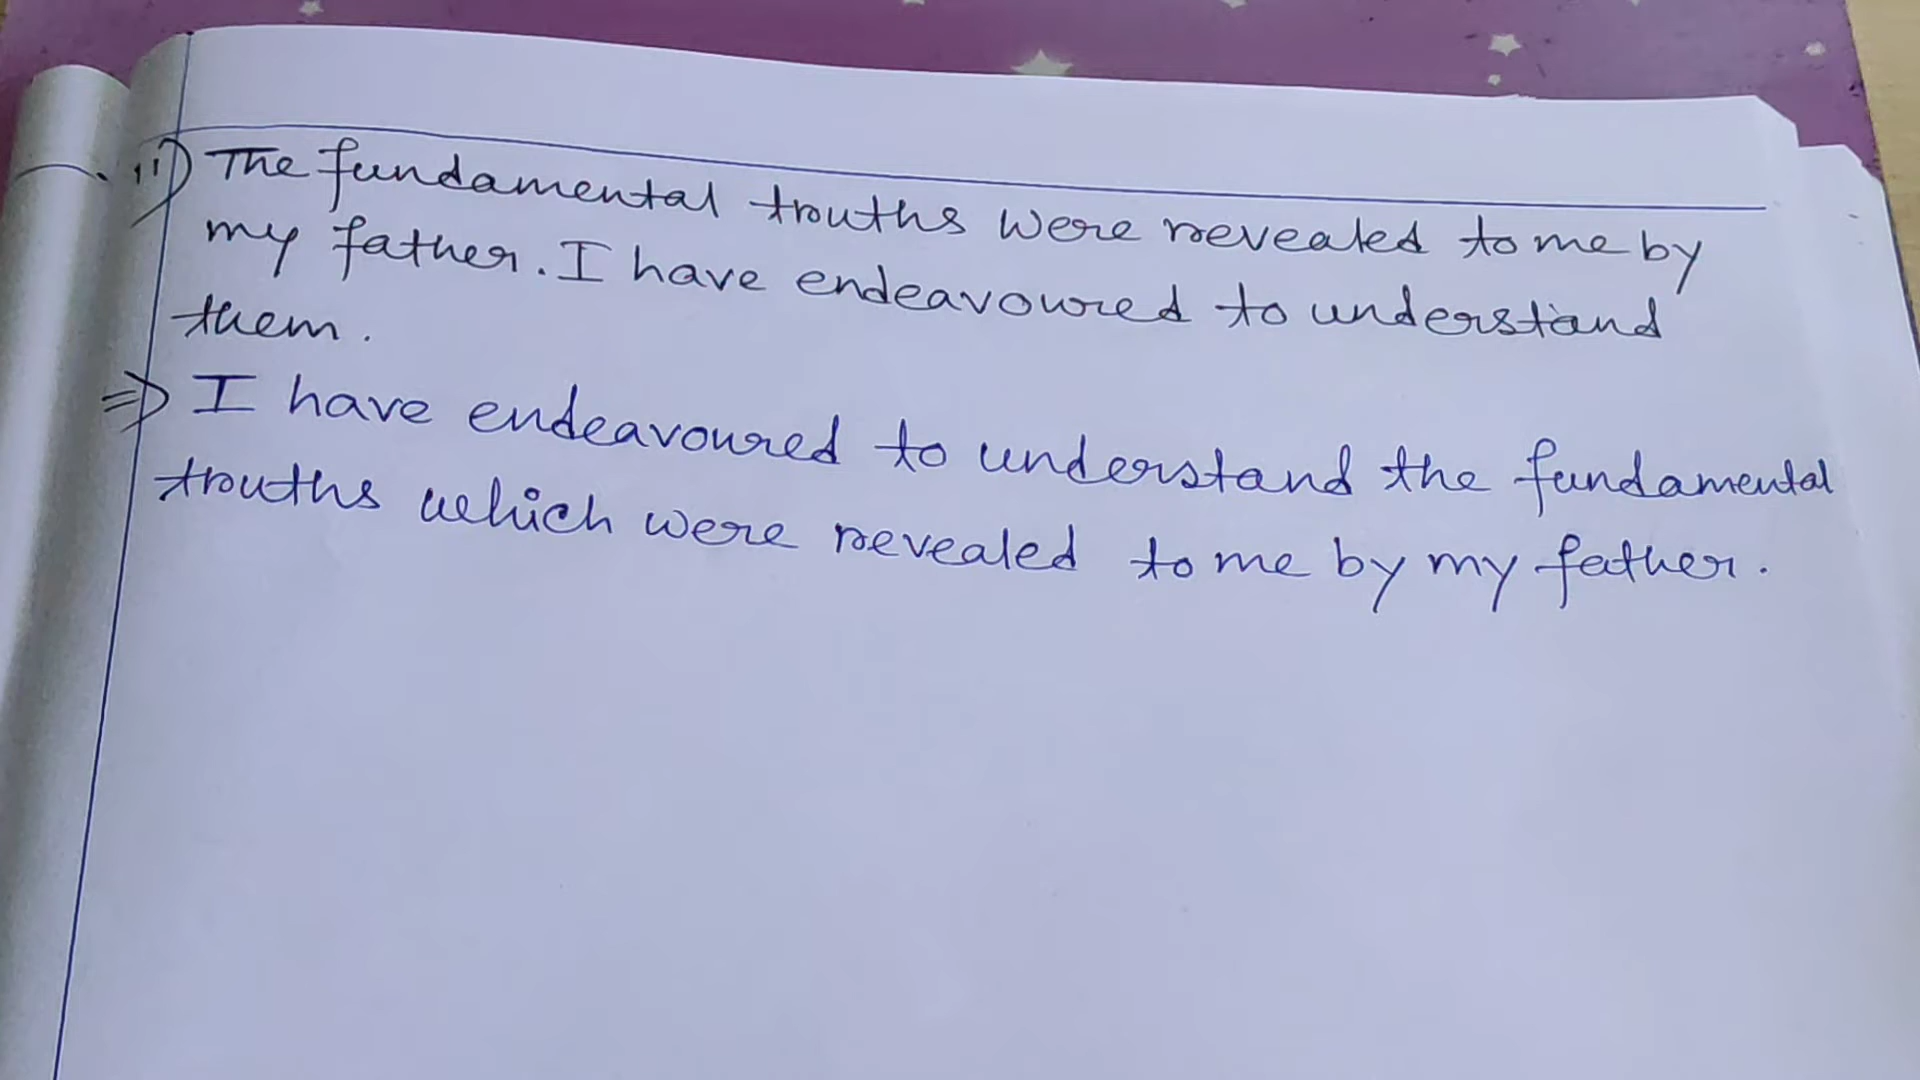 ii) The fundamental truths were revealed to me by
my father. I have endeavoured to understand
them.
=> I have endeavoured to understand the fundamental
truths which were revealed to me by my father.